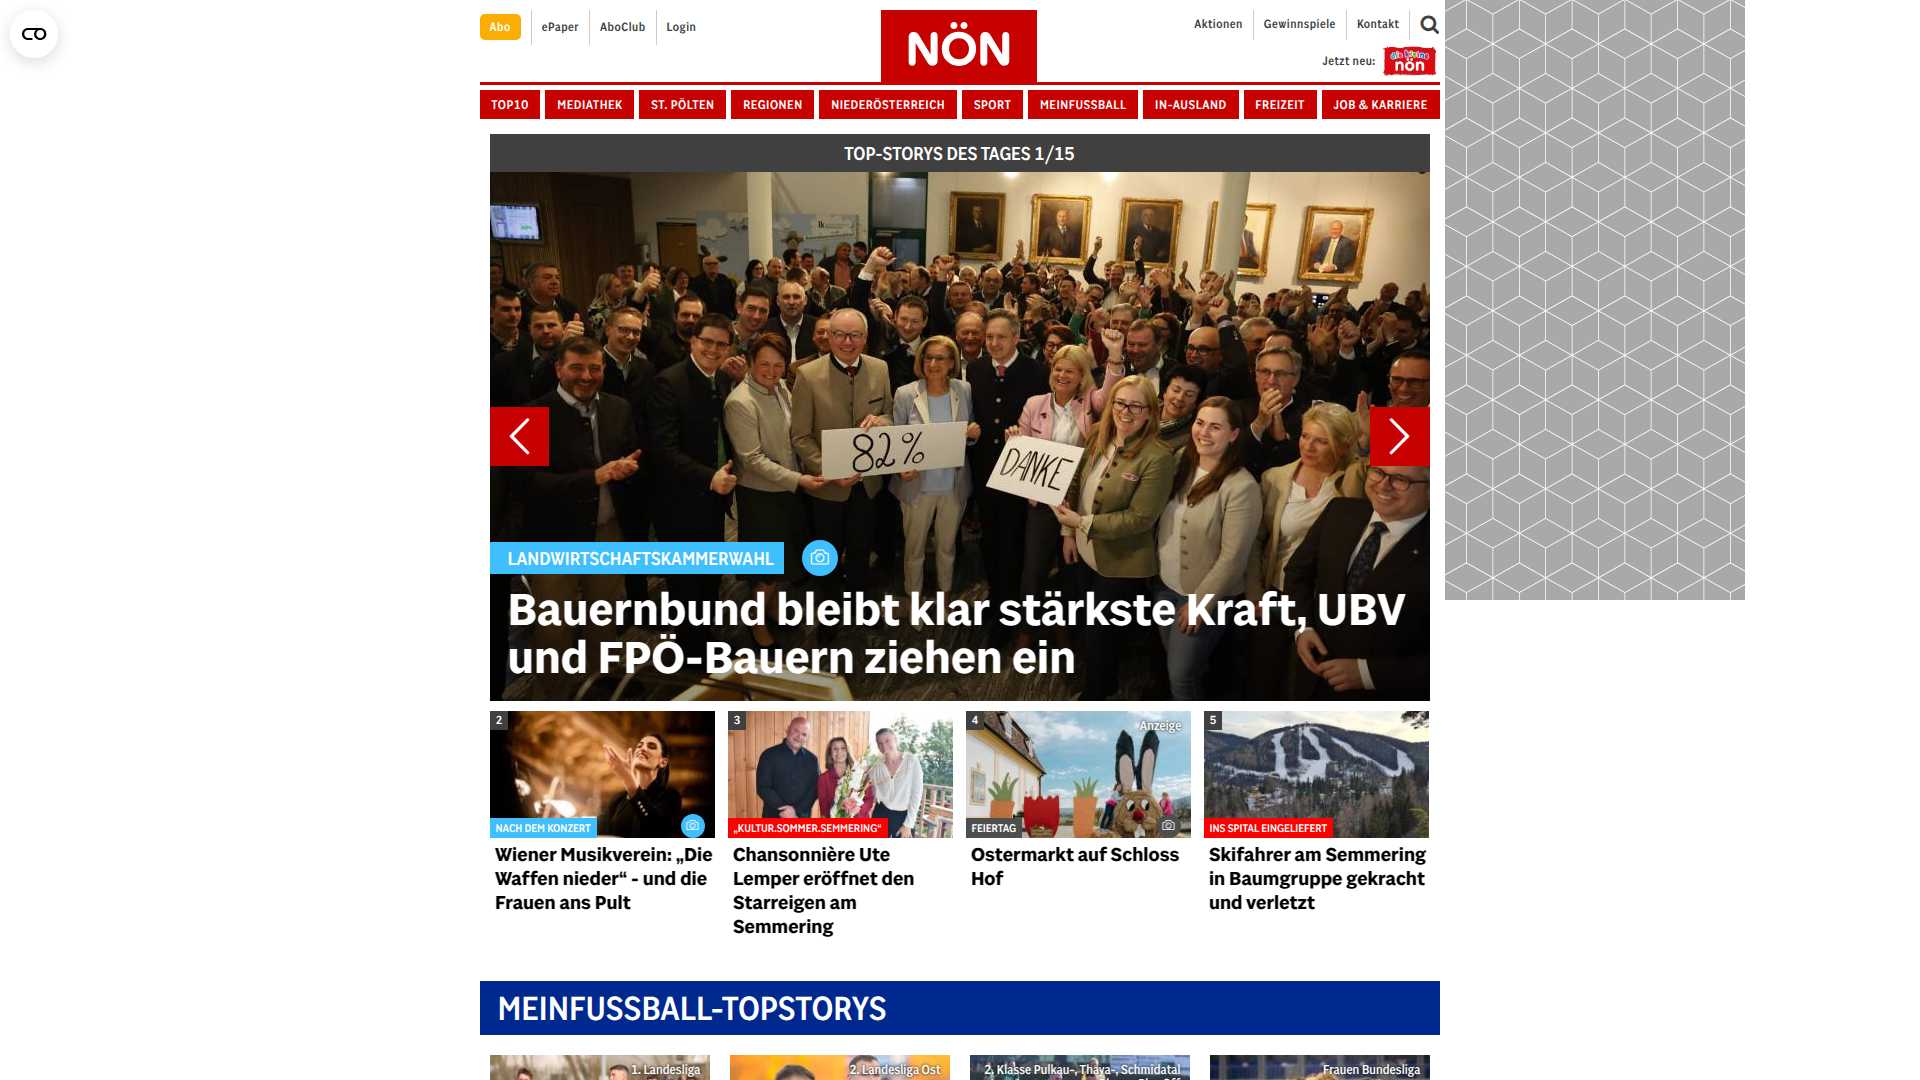 Abo
ePaper
AboClub
Login
NÖN
Aktionen
Gewinnspiele
Kontakt
Jetzt neu:
die kleine
nön
TOP10
MEDIATHEK
ST. PÖLTEN
REGIONEN
NIEDERÖSTERREICH
SPORT
MEINFUSSBALL
IN-AUSLAND
FREIZEIT
JOB & KARRIERE
TOP-STORYS DES TAGES 1/15
82%
DANKE
LANDWIRTSCHAFTSKAMMERWAHL
Bauernbund bleibt klar stärkste Kraft, UBV
und FPÖ-Bauern ziehen ein
2
NACH DEM KONZERT
Wiener Musikverein: „Die
Waffen nieder“ - und die
Frauen ans Pult
3
„KULTUR.SOMMER.SEMMERING"
Chansonnière Ute
Lemper eröffnet den
Starreigen am
Semmering
4
Anzeige
FEIERTAG
Ostermarkt auf Schloss
Hof
5
INS SPITAL EINGELIEFERT
Skifahrer am Semmering
in Baumgruppe gekracht
und verletzt
MEINFUSSBALL-TOPSTORYS
1. Landesliga
2. Landesliga Ost
2. Klasse Pulkau-, Thaya-, Schmidatal
Frauen Bundesliga